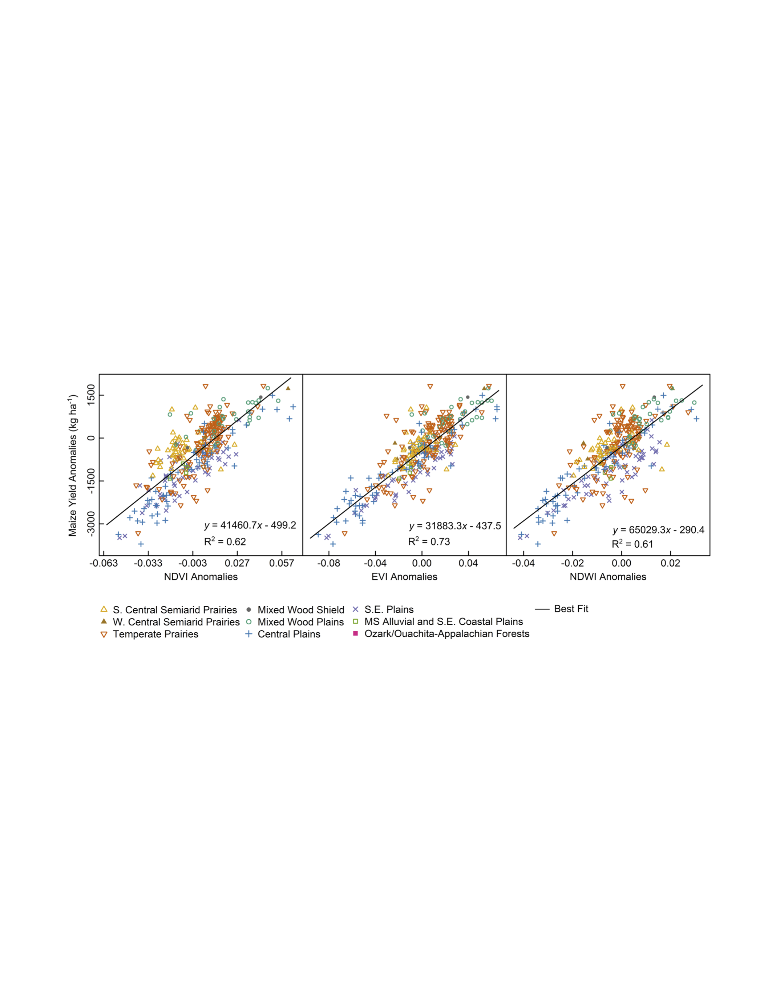 Maize Yield Anomalies (kg ha⁻¹)
1500
0
-1500
-3000
y = 41460.7x - 499.2
R² = 0.62
y = 31883.3x - 437.5
R² = 0.73
y = 65029.3x - 290.4
R² = 0.61
-0.063 -0.033 -0.003 0.027 0.057 -0.08 -0.04 0.00 0.04 -0.04 -0.02 0.00 0.02
NDVI Anomalies EVI Anomalies NDWI Anomalies
S. Central Semiarid Prairies Mixed Wood Shield S.E. Plains Best Fit
W. Central Semiarid Prairies Mixed Wood Plains MS Alluvial and S.E. Coastal Plains
Temperate Prairies Central Plains Ozark/Ouachita-Appalachian Forests